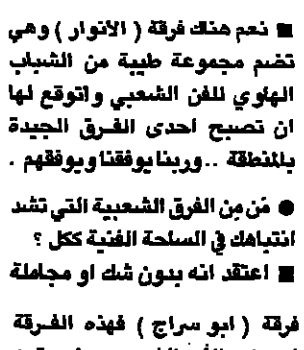 ■ نعم هناك فرقة ( الانوار ) وهي
تضم مجموعة طيبة من الشباب
الهاوي للفن الشعبي واتوقع لها
ان تصبح احدى الفرق الجيدة
بالمنطقة .. وربنا يوفقنا ويوفقهم .
● مَن مِن الفرق الشعبية التي تشد
انتباهك في الساحة الفنية ككل ؟
■ اعتقد انه بدون شك او مجاملة
فرقة ( ابو سراج ) فهذه الفرقة